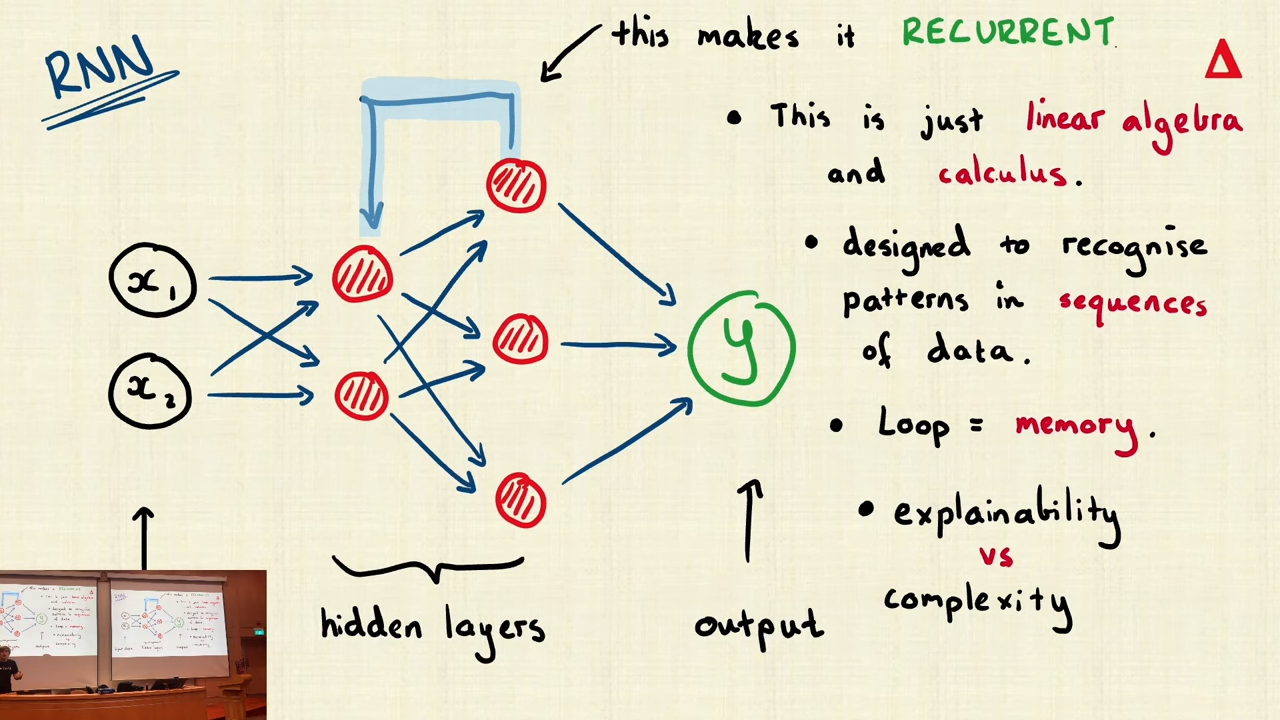 RNN
this makes it RECURRENT.
• This is just linear algebra
and calculus.
• designed to recognise
patterns in sequences
of data.
• Loop = memory.
• explainability
vs
complexity
x₁
x₂
y
hidden layers
output